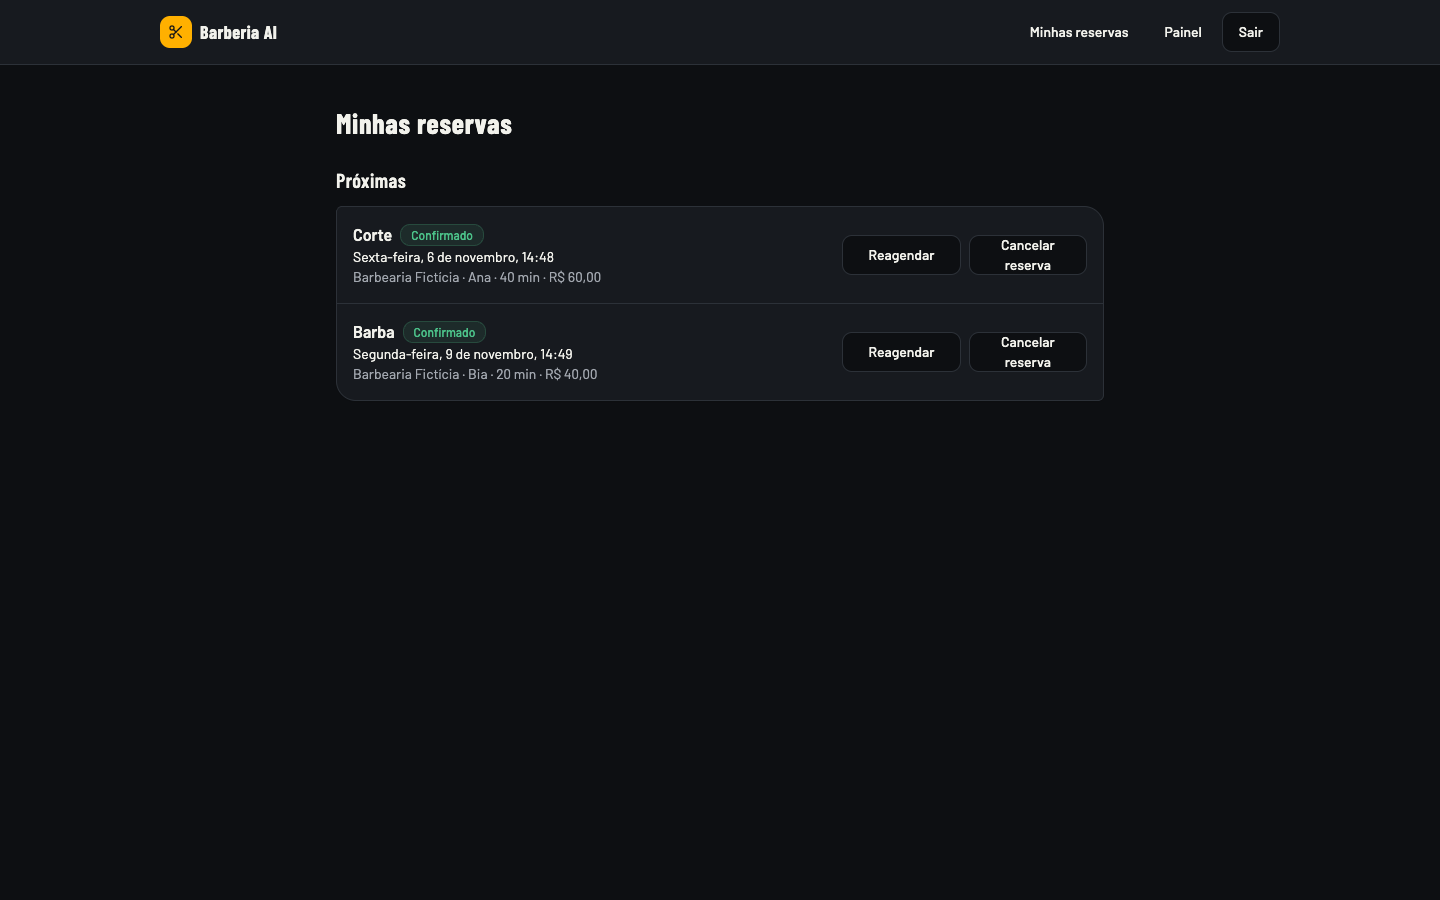 Barberia AI
Minhas reservas
Painel
Sair
Minhas reservas
Próximas
Corte
Confirmado
Sexta-feira, 6 de novembro, 14:48
Barbearia Fictícia · Ana · 40 min · R$ 60,00
Reagendar
Cancelar
reserva
Barba
Confirmado
Segunda-feira, 9 de novembro, 14:49
Barbearia Fictícia · Bia · 20 min · R$ 40,00
Reagendar
Cancelar
reserva